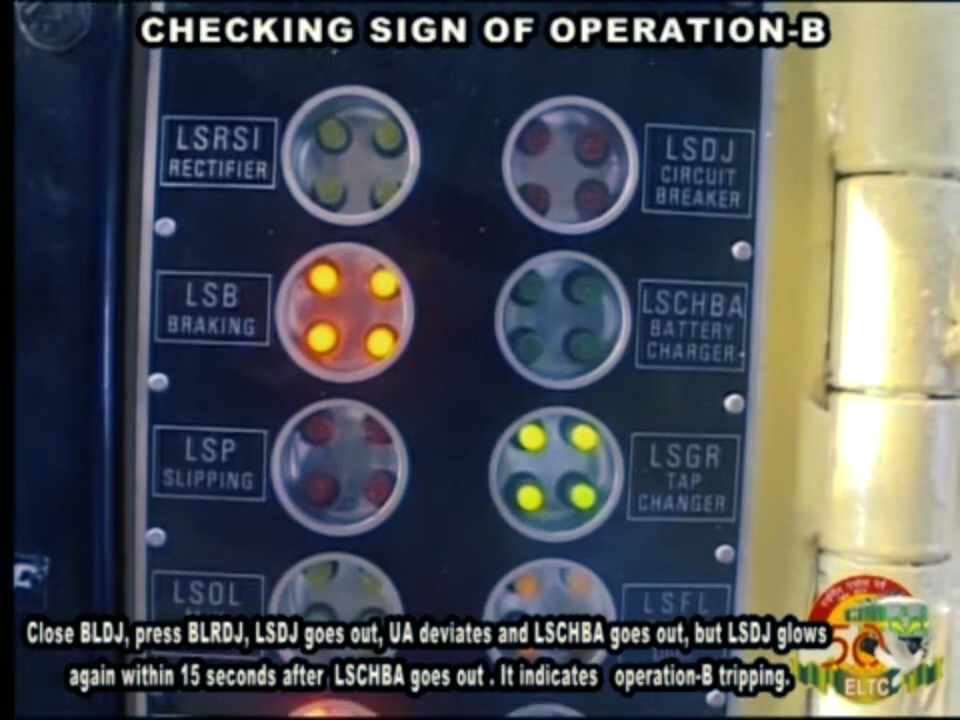 CHECKING SIGN OF OPERATION-B
LSRSI
RECTIFIER
LSDJ
CIRCUIT
BREAKER
LSB
BRAKING
LSCHBA
BATTERY
CHARGER
LSP
SLIPPING
LSGR
TAP
CHANGER
LSOL
LSFL
Close BLDJ, press BLRDJ, LSDJ goes out, UA deviates and LSCHBA goes out, but LSDJ glows
again within 15 seconds after LSCHBA goes out . It indicates operation-B tripping.
50
ELTC